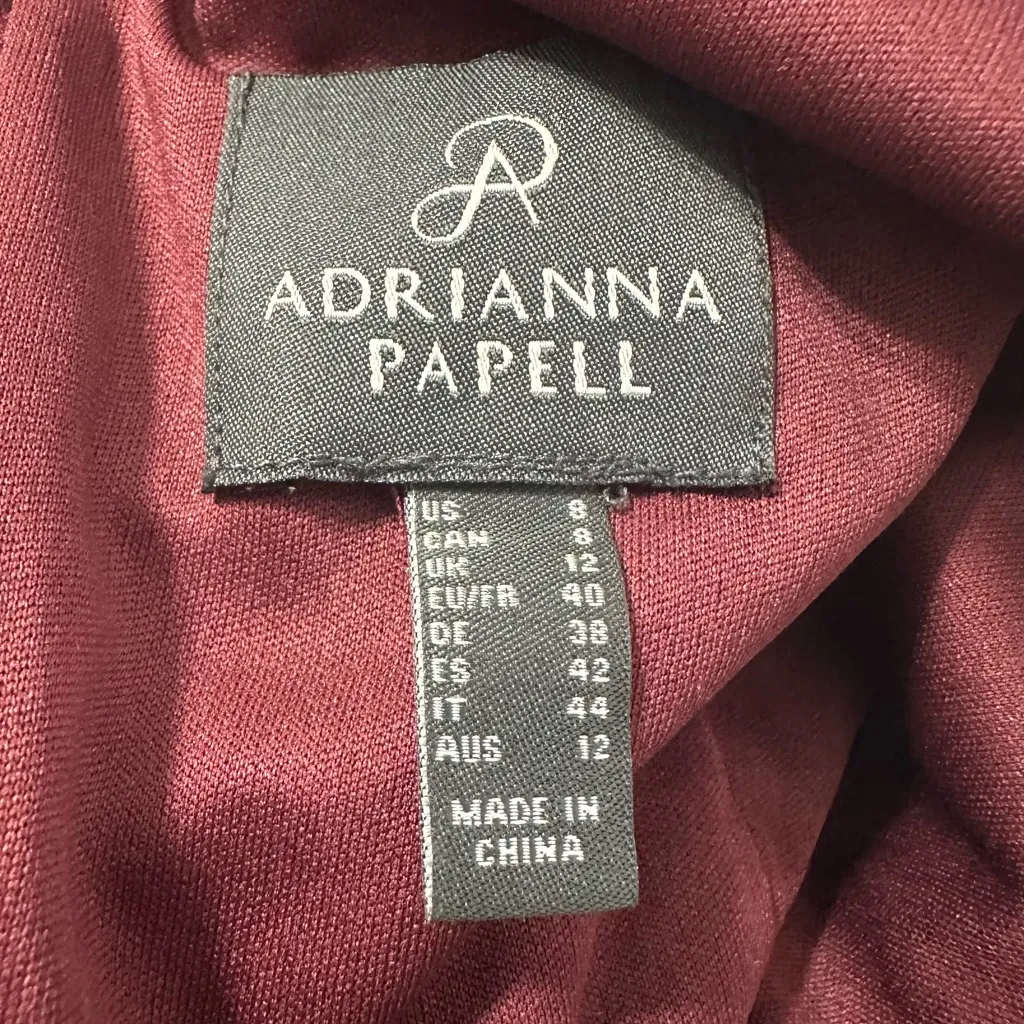 ADRIANNA
PAPELL
US 8
CAN 8
UK 12
EU/FR 40
DE 38
ES 42
IT 44
AUS 12
MADE IN
CHINA